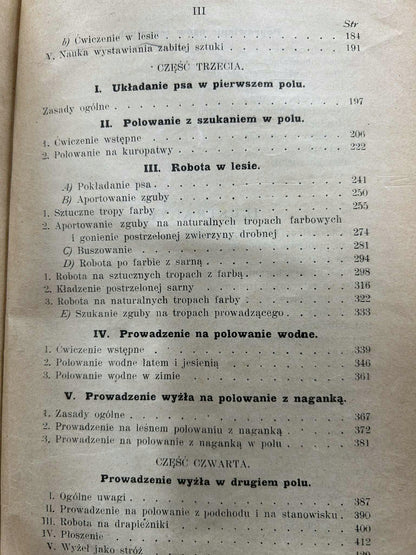 III
Str
b) Ćwiczenie w lesie 184
V. Nauka wystawiania zabitej sztuki 191
CZĘŚĆ TRZECIA.
I. Układanie psa w pierwszem polu.
Zasady ogólne 197
II. Polowanie z szukaniem w polu.
1. Ćwiczenie wstępne 206
2. Polowanie na kuropatwy 222
III. Robota w lesie.
A) Pokładanie psa 241
B) Aportowanie zguby 250
1. Sztuczne tropy farby 255
2. Aportowanie zguby na naturalnych tropach farbowych
i gonienie postrzelonej zwierzyny drobnej 274
C) Buszowanie 281
D) Robota po farbie z sarną 294
1. Robota na sztucznych tropach z farbą 298
2. Kładzenie postrzelonej sarny 316
3. Robota na naturalnych tropach farby 322
E) Szukanie zguby na tropach prowadzącego 333
IV. Prowadzenie na polowanie wodne.
1. Ćwiczenie wstępne 339
2. Polowanie wodne latem i jesienią 346
3. Polowanie wodne w zimie 361
V. Prowadzenie wyżła na polowanie z naganką.
1. Zasady ogólne 367
2. Prowadzenie na leśnem polowaniu z naganką 372
3. Prowadzenie na polowanie z naganką w polu 381
CZĘŚĆ CZWARTA.
Prowadzenie wyżła w drugiem polu.
I. Ogólne uwagi 387
II. Prowadzenie na polowanie z podchodu i na stanowisku 390
III. Robota na drapieżniki 400
IV. Płoszenie 412
V. Wyżeł jako stróż